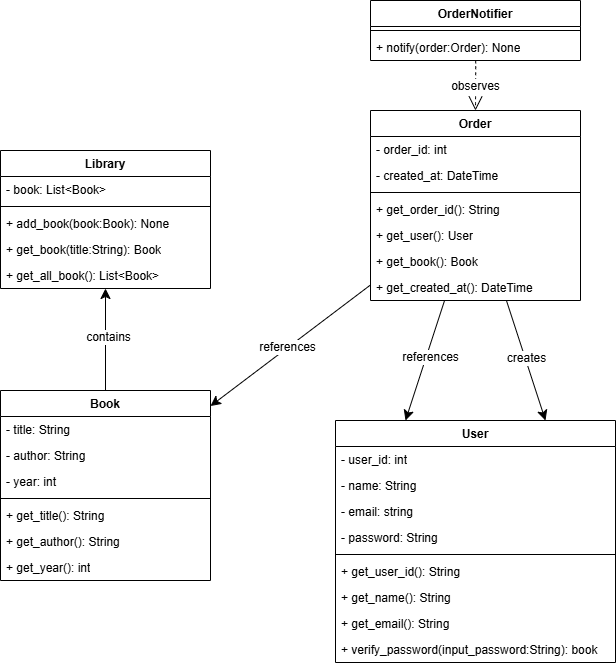 OrderNotifier
+ notify(order:Order): None
observes
Order
- order_id: int
- created_at: DateTime
+ get_order_id(): String
+ get_user(): User
+ get_book(): Book
+ get_created_at(): DateTime
Library
- book: List<Book>
+ add_book(book:Book): None
+ get_book(title:String): Book
+ get_all_book(): List<Book>
contains
references
references
creates
Book
- title: String
- author: String
- year: int
+ get_title(): String
+ get_author(): String
+ get_year(): int
User
- user_id: int
- name: String
- email: string
- password: String
+ get_user_id(): String
+ get_name(): String
+ get_email(): String
+ verify_password(input_password:String): book